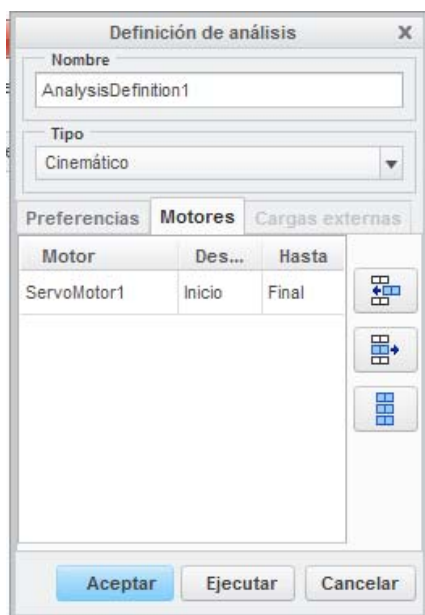 Definición de análisis
Nombre
AnalysisDefinition1
Tipo
Cinemático
Preferencias Motores Cargas externas
Motor Des... Hasta
ServoMotor1 Inicio Final
Aceptar Ejecutar Cancelar